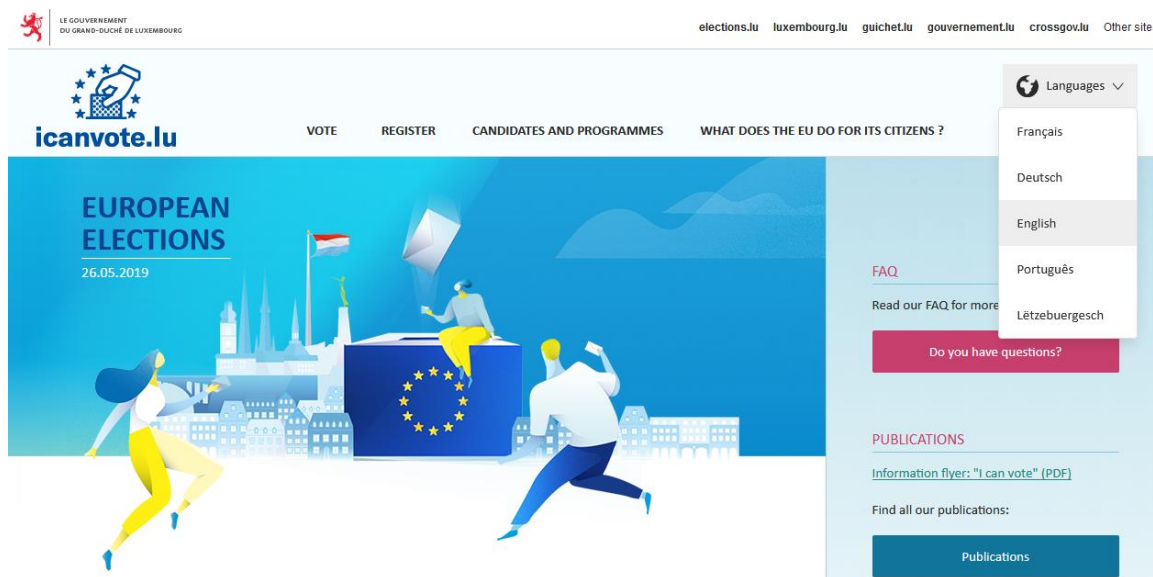 LE GOUVERNEMENT
DU GRAND-DUCHÉ DE LUXEMBOURG
elections.lu luxembourg.lu guichet.lu gouvernement.lu crossgov.lu Other site
icanvote.lu
VOTE REGISTER CANDIDATES AND PROGRAMMES WHAT DOES THE EU DO FOR ITS CITIZENS ?
Languages
Français
Deutsch
English
Português
Lëtzebuergesch
EUROPEAN
ELECTIONS
26.05.2019
FAQ
Read our FAQ for more
Do you have questions?
PUBLICATIONS
Information flyer: "I can vote" (PDF)
Find all our publications:
Publications